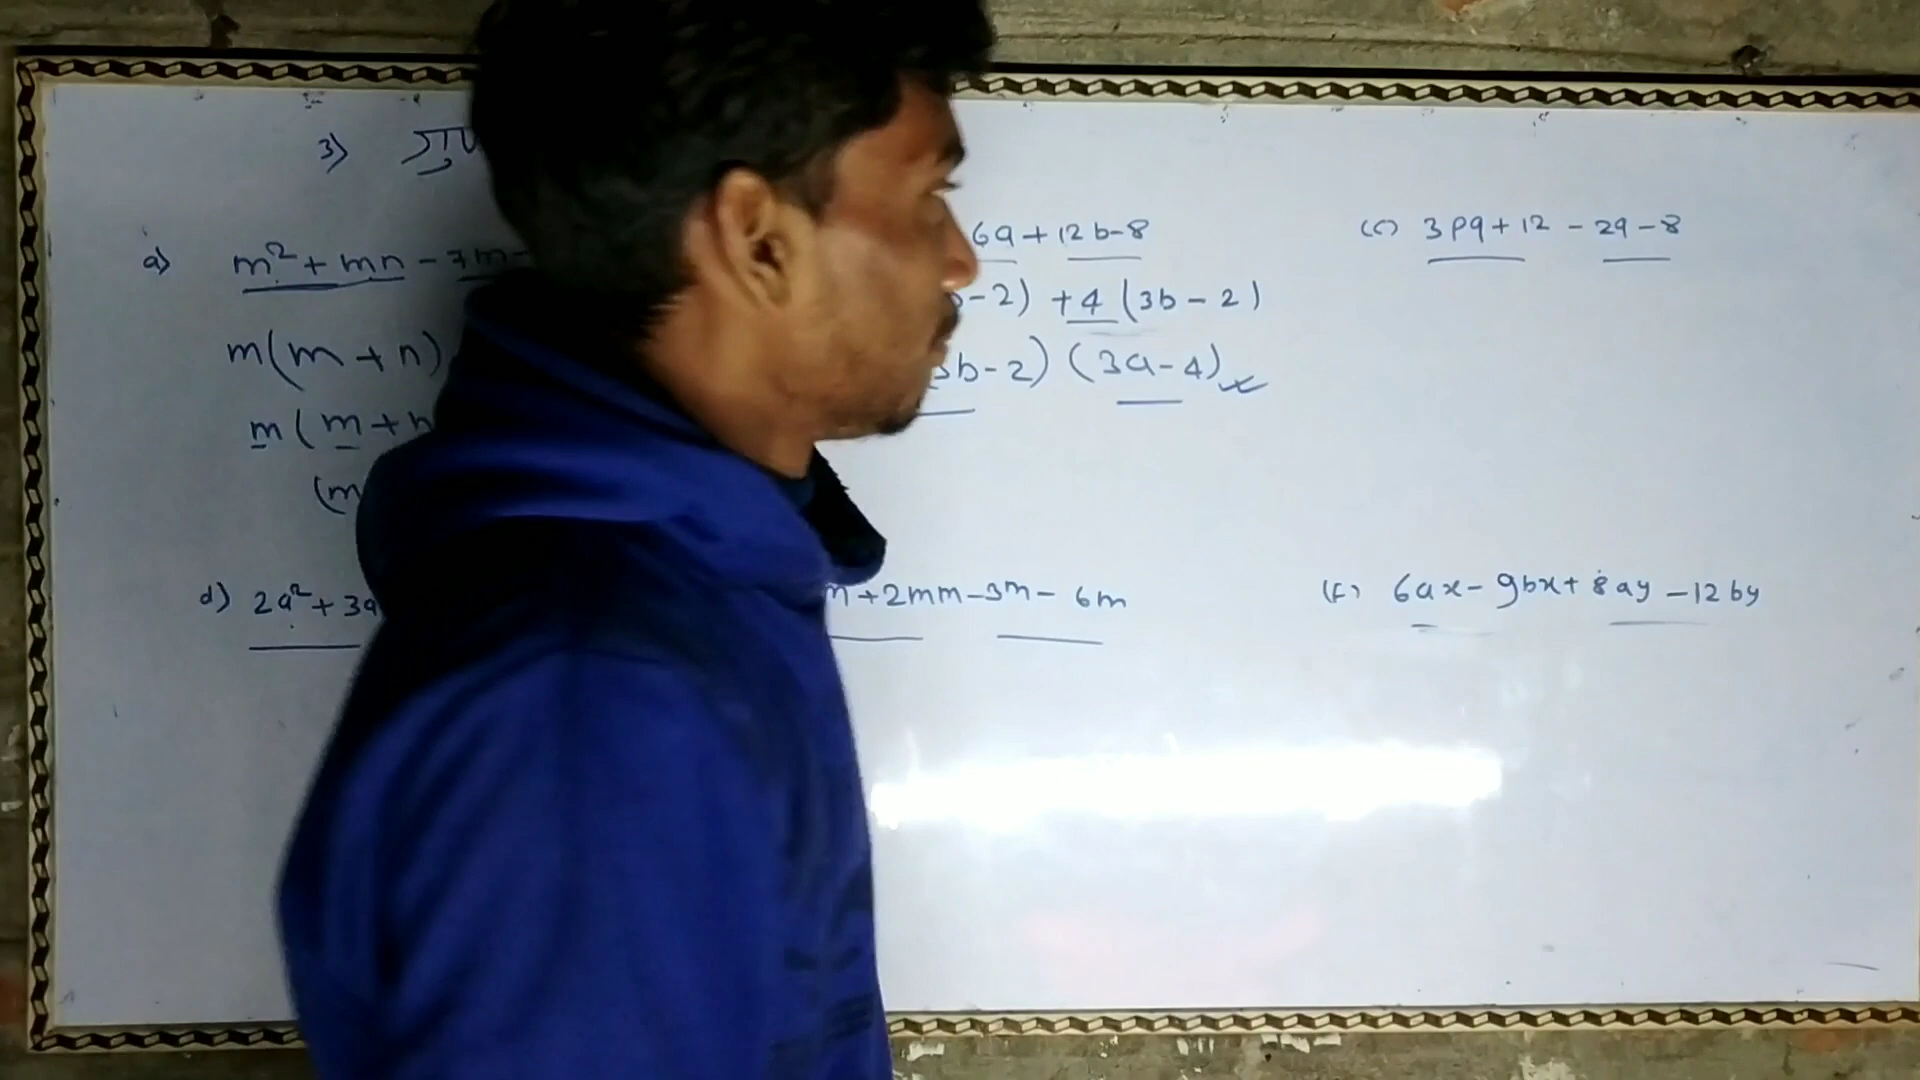 3)
a) m² + mn - 7m -
6a + 12b - 8
(c) 3pq + 12 - 2q - 8
m(m + n)
-2) + 4 (3b - 2)
m(m + n
b - 2) (3a - 4)
(m
d) 2a² + 3a
+ 2mm - 3m - 6m
(f) 6ax - 9bx + 8ay - 12by